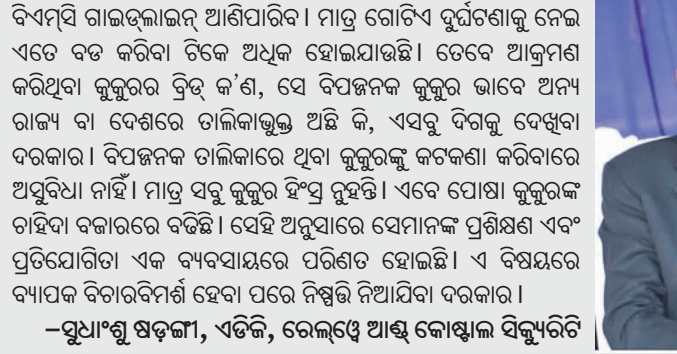 ବିଏମ୍‌ସି ଗାଇଡ୍‌ଲାଇନ୍ ଆଣିପାରିବ। ମାତ୍ର ଗୋଟିଏ ଦୁର୍ଘଟଣାକୁ ନେଇ
ଏତେ ବଡ କରିବା ଟିକେ ଅଧିକ ହୋଇଯାଉଛି। ତେବେ ଆକ୍ରମଣ
କରିଥିବା କୁକୁରର ବ୍ରିଡ୍ କ'ଣ, ସେ ବିପଜ୍ଜନକ କୁକୁର ଭାବେ ଅନ୍ୟ
ରାଜ୍ୟ ବା ଦେଶରେ ତାଲିକାଭୁକ୍ତ ଅଛି କି, ଏସବୁ ଦିଗକୁ ଦେଖିବା
ଦରକାର। ବିପଜ୍ଜନକ ତାଲିକାରେ ଥିବା କୁକୁରଙ୍କୁ କଟକଣା କରିବାରେ
ଅସୁବିଧା ନାହିଁ। ମାତ୍ର ସବୁ କୁକୁର ହିଂସ୍ର ନୁହନ୍ତି। ଏବେ ପୋଷା କୁକୁରଙ୍କ
ଚାହିଦା ବଜାରରେ ବଢିଛି। ସେହି ଅନୁସାରେ ସେମାନଙ୍କ ପ୍ରଶିକ୍ଷଣ ଏବଂ
ପ୍ରତିଯୋଗିତା ଏକ ବ୍ୟବସାୟରେ ପରିଣତ ହୋଇଛି। ଏ ବିଷୟରେ
ବ୍ୟାପକ ବିଚାରବିମର୍ଶ ହେବା ପରେ ନିଷ୍ପତ୍ତି ନିଆଯିବା ଦରକାର।
–ସୁଧାଂଶୁ ଷଡ଼ଙ୍ଗୀ, ଏଡିଜି, ରେଲ୍‌ୱେ ଆଣ୍ଡ୍ କୋଷ୍ଟାଲ ସିକ୍ୟୁରିଟି